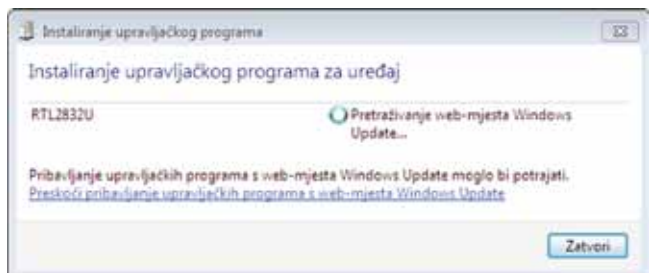 Instaliranje upravljačkog programa
Instaliranje upravljačkog programa za uređaj
RTL2832U
Pretraživanje web-mjesta Windows
Update...
Pribavljanje upravljačkih programa s web-mjesta Windows Update moglo bi potrajati.
Preskoči pribavljanje upravljačkih programa s web-mjesta Windows Update
Zatvori